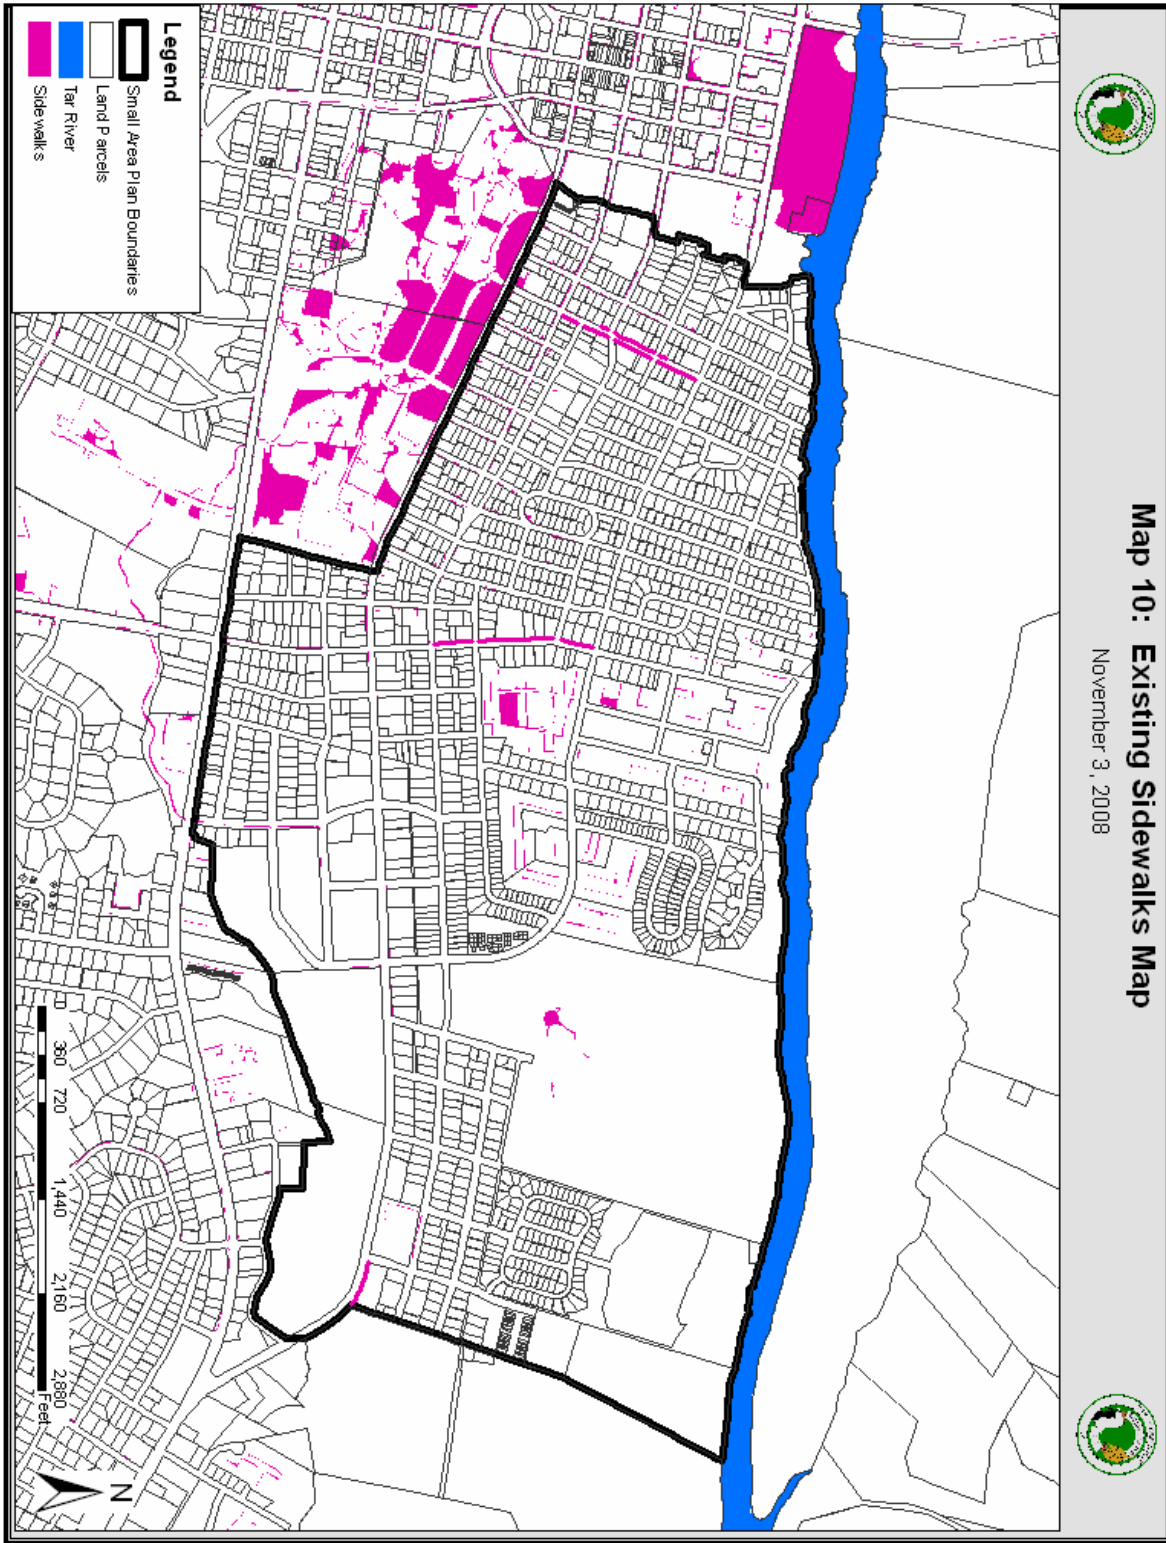 Map 10: Existing Sidewalks Map
November 3, 2008
Legend
Small Area Plan Boundaries
Land Parcels
Tar River
Sidewalks
0 360 720 1,440 2,160 2,880
Feet
N